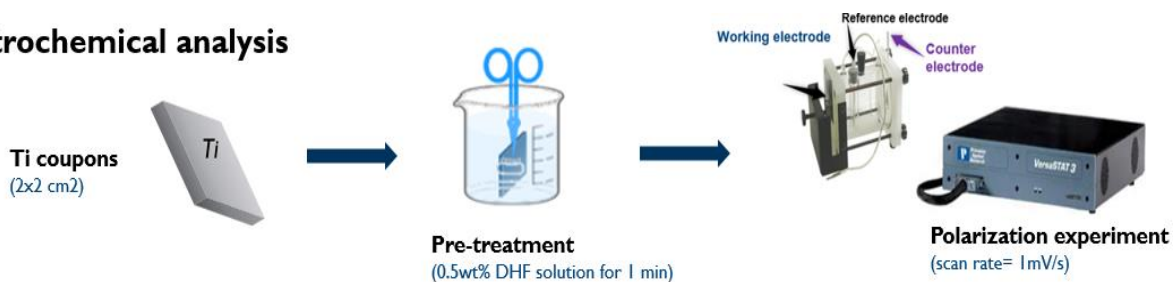 trochemical analysis
Ti coupons
(2x2 cm2)
Ti
Pre-treatment
(0.5wt% DHF solution for 1 min)
Reference electrode
Working electrode
Counter
electrode
VersaSTAT 3
Polarization experiment
(scan rate= 1mV/s)